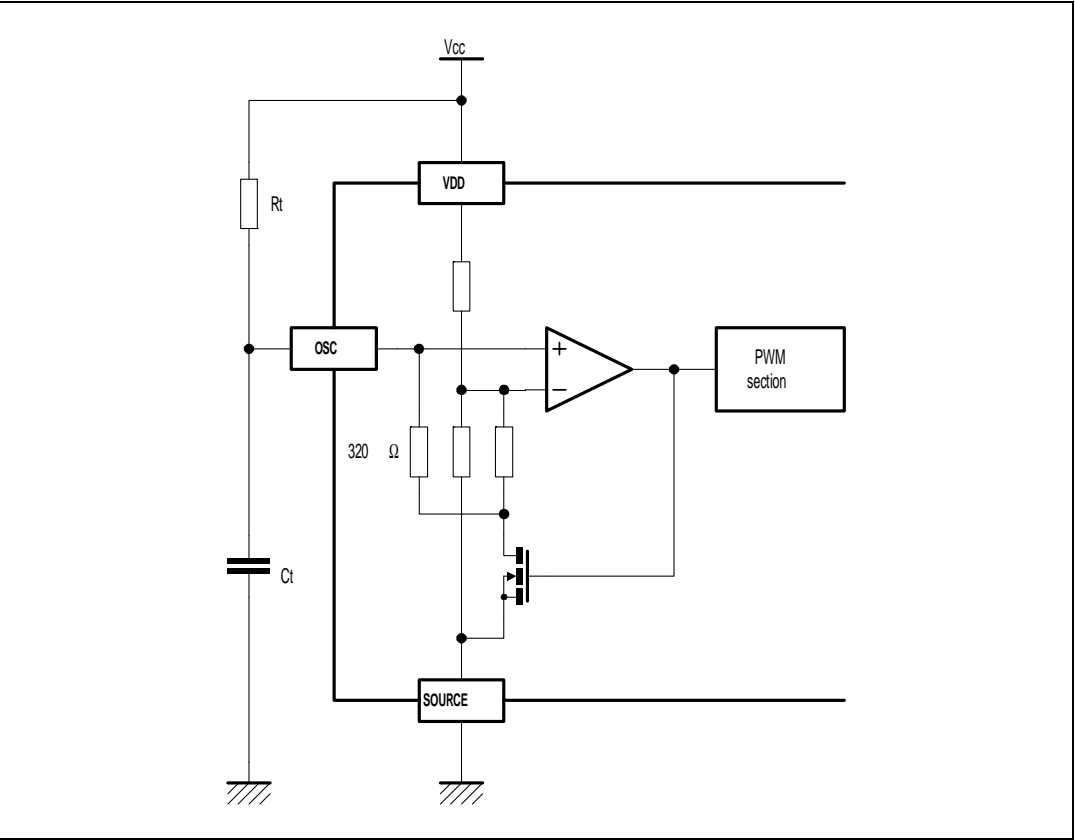 Vcc
VDD
Rt
OSC
+
−
PWM
section
320 Ω
Ct
SOURCE